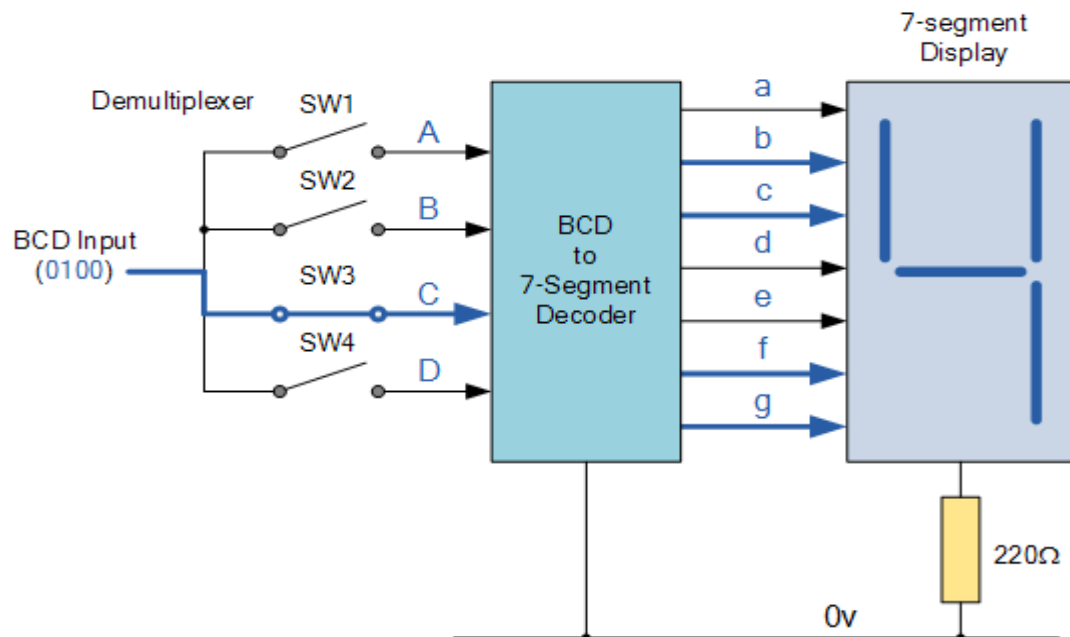 7-segment
Display
Demultiplexer
SW1
A
a
SW2
B
b
BCD Input
(0100)
SW3
C
c
BCD
to
7-Segment
Decoder
d
e
SW4
D
f
g
220Ω
0v